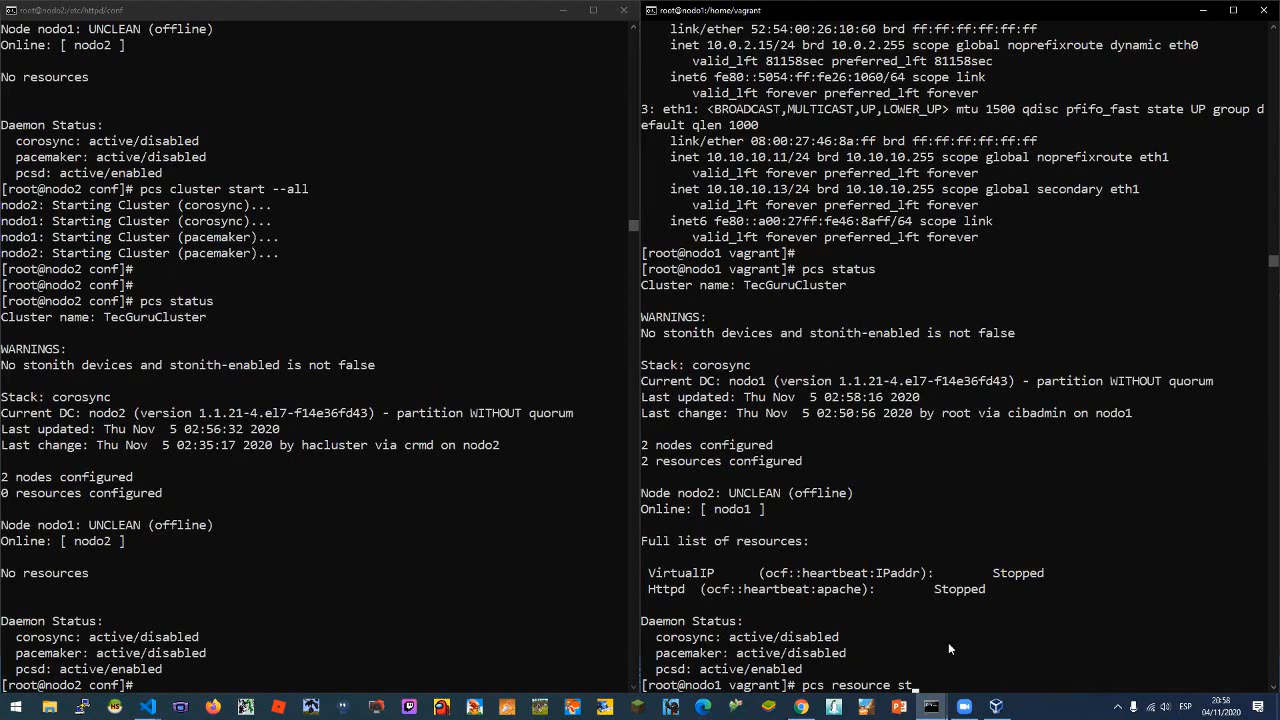 root@nodo2:/etc/httpd/conf
Node nodo1: UNCLEAN (offline)
Online: [ nodo2 ]
No resources
Daemon Status:
corosync: active/disabled
pacemaker: active/disabled
pcsd: active/enabled
[root@nodo2 conf]# pcs cluster start --all
nodo2: Starting Cluster (corosync)...
nodo1: Starting Cluster (corosync)...
nodo1: Starting Cluster (pacemaker)...
nodo2: Starting Cluster (pacemaker)...
[root@nodo2 conf]#
[root@nodo2 conf]#
[root@nodo2 conf]# pcs status
Cluster name: TecGuruCluster
WARNINGS:
No stonith devices and stonith-enabled is not false
Stack: corosync
Current DC: nodo2 (version 1.1.21-4.el7-f14e36fd43) - partition WITHOUT quorum
Last updated: Thu Nov  5 02:56:32 2020
Last change: Thu Nov  5 02:35:17 2020 by hacluster via crmd on nodo2
2 nodes configured
0 resources configured
Node nodo1: UNCLEAN (offline)
Online: [ nodo2 ]
No resources
Daemon Status:
corosync: active/disabled
pacemaker: active/disabled
pcsd: active/enabled
[root@nodo2 conf]#
root@nodo1:/home/vagrant
link/ether 52:54:00:26:10:60 brd ff:ff:ff:ff:ff:ff
inet 10.0.2.15/24 brd 10.0.2.255 scope global noprefixroute dynamic eth0
valid_lft 81158sec preferred_lft 81158sec
inet6 fe80::5054:ff:fe26:1060/64 scope link
valid_lft forever preferred_lft forever
3: eth1: <BROADCAST,MULTICAST,UP,LOWER_UP> mtu 1500 qdisc pfifo_fast state UP group d
efault qlen 1000
link/ether 08:00:27:46:8a:ff brd ff:ff:ff:ff:ff:ff
inet 10.10.10.11/24 brd 10.10.10.255 scope global noprefixroute eth1
valid_lft forever preferred_lft forever
inet 10.10.10.13/24 brd 10.10.10.255 scope global secondary eth1
valid_lft forever preferred_lft forever
inet6 fe80::a00:27ff:fe46:8aff/64 scope link
valid_lft forever preferred_lft forever
[root@nodo1 vagrant]#
[root@nodo1 vagrant]# pcs status
Cluster name: TecGuruCluster
WARNINGS:
No stonith devices and stonith-enabled is not false
Stack: corosync
Current DC: nodo1 (version 1.1.21-4.el7-f14e36fd43) - partition WITHOUT quorum
Last updated: Thu Nov  5 02:58:16 2020
Last change: Thu Nov  5 02:50:56 2020 by root via cibadmin on nodo1
2 nodes configured
2 resources configured
Node nodo2: UNCLEAN (offline)
Online: [ nodo1 ]
Full list of resources:
VirtualIP (ocf::heartbeat:IPaddr): Stopped
Httpd (ocf::heartbeat:apache): Stopped
Daemon Status:
corosync: active/disabled
pacemaker: active/disabled
pcsd: active/enabled
[root@nodo1 vagrant]# pcs resource st_
ESP
20:58
04/11/2020